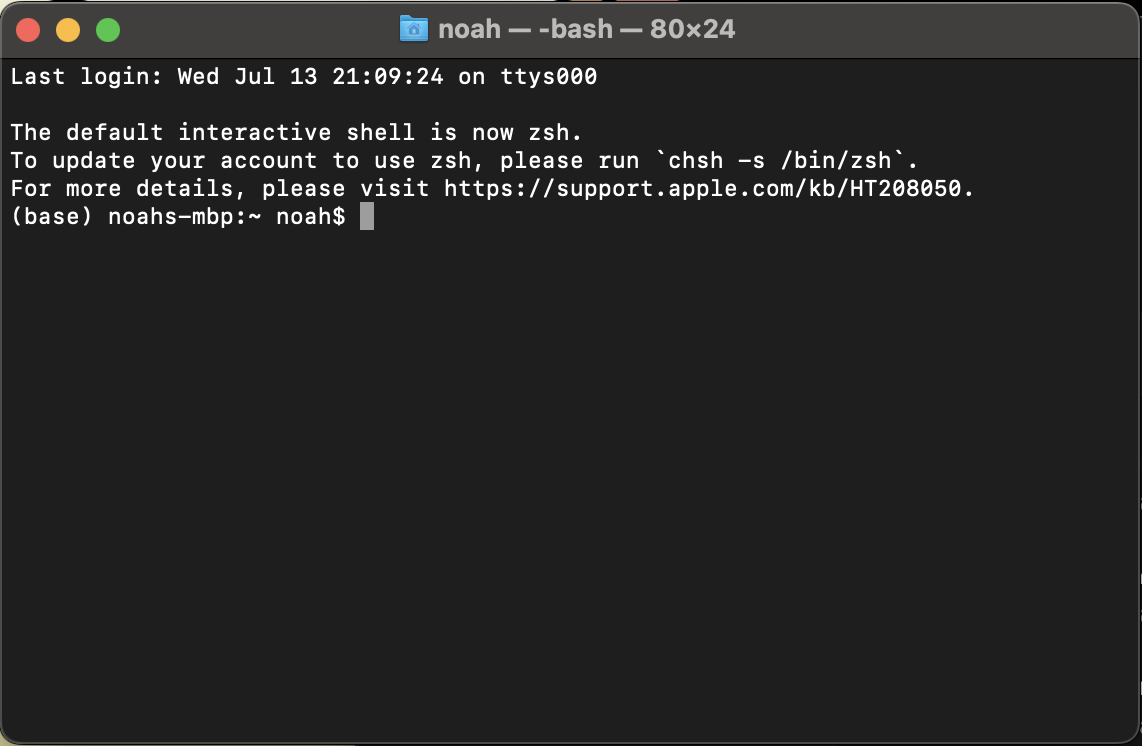 noah — -bash — 80×24
Last login: Wed Jul 13 21:09:24 on ttys000
The default interactive shell is now zsh.
To update your account to use zsh, please run `chsh -s /bin/zsh`.
For more details, please visit https://support.apple.com/kb/HT208050.
(base) noahs-mbp:~ noah$